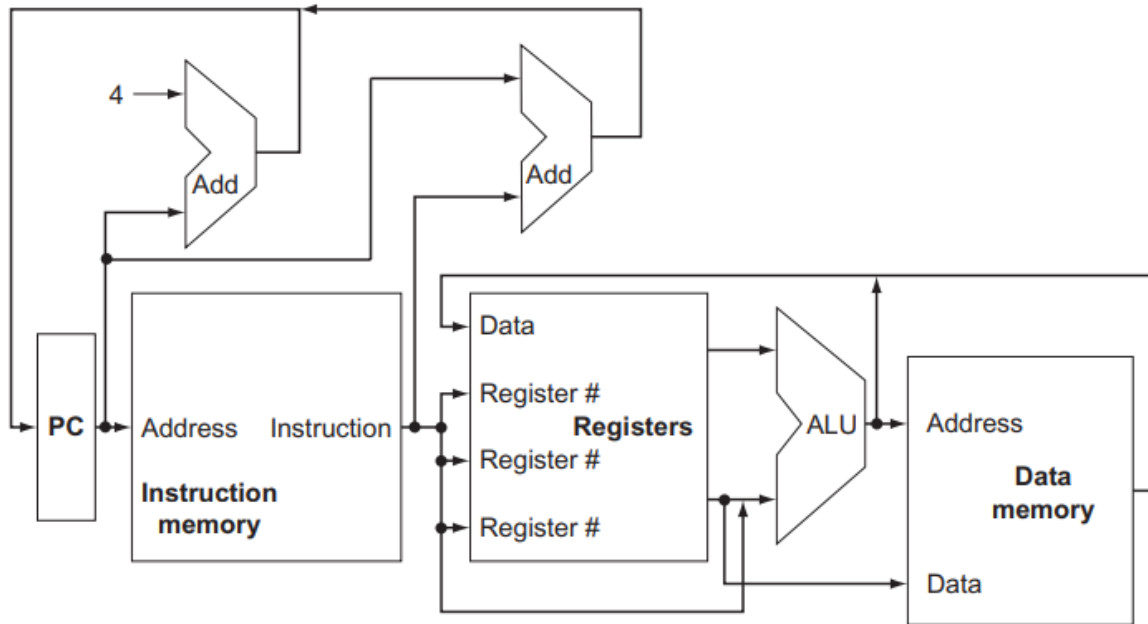 4
Add
Add
Data
Register #
Registers
Register #
Register #
PC
Address
Instruction
Instruction
memory
ALU
Address
Data
memory
Data